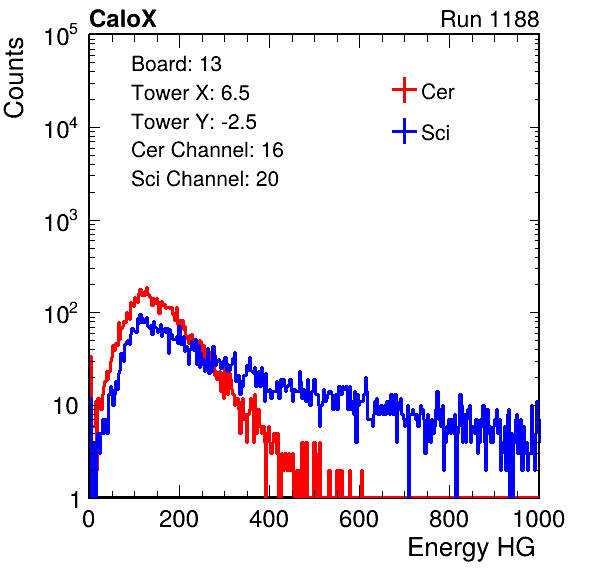 CaloX Run 1188
Counts
10^5
10^4
10^3
10^2
10
1
Board: 13
Tower X: 6.5
Tower Y: -2.5
Cer Channel: 16
Sci Channel: 20
Cer
Sci
0 200 400 600 800 1000
Energy HG